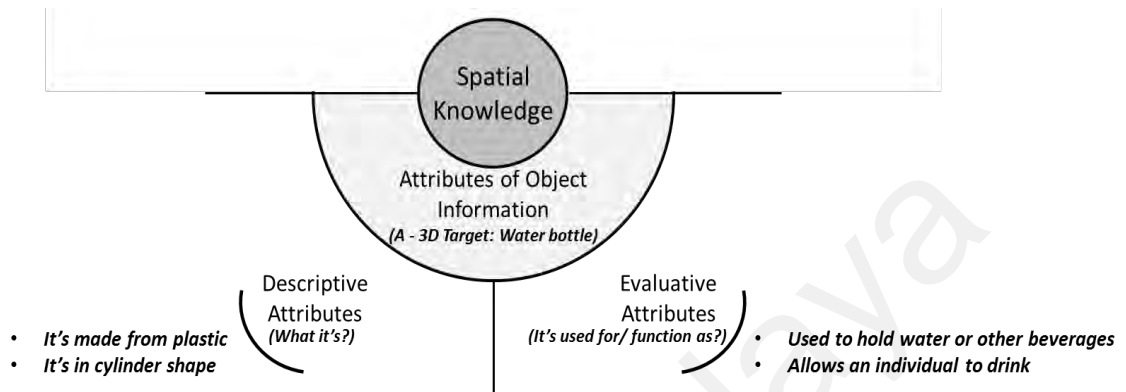 Spatial
Knowledge
Attributes of Object
Information
(A - 3D Target: Water bottle)
Descriptive
Attributes
(What it's?)
• It's made from plastic
• It's in cylinder shape
Evaluative
Attributes
(It's used for/ function as?)
• Used to hold water or other beverages
• Allows an individual to drink
laya